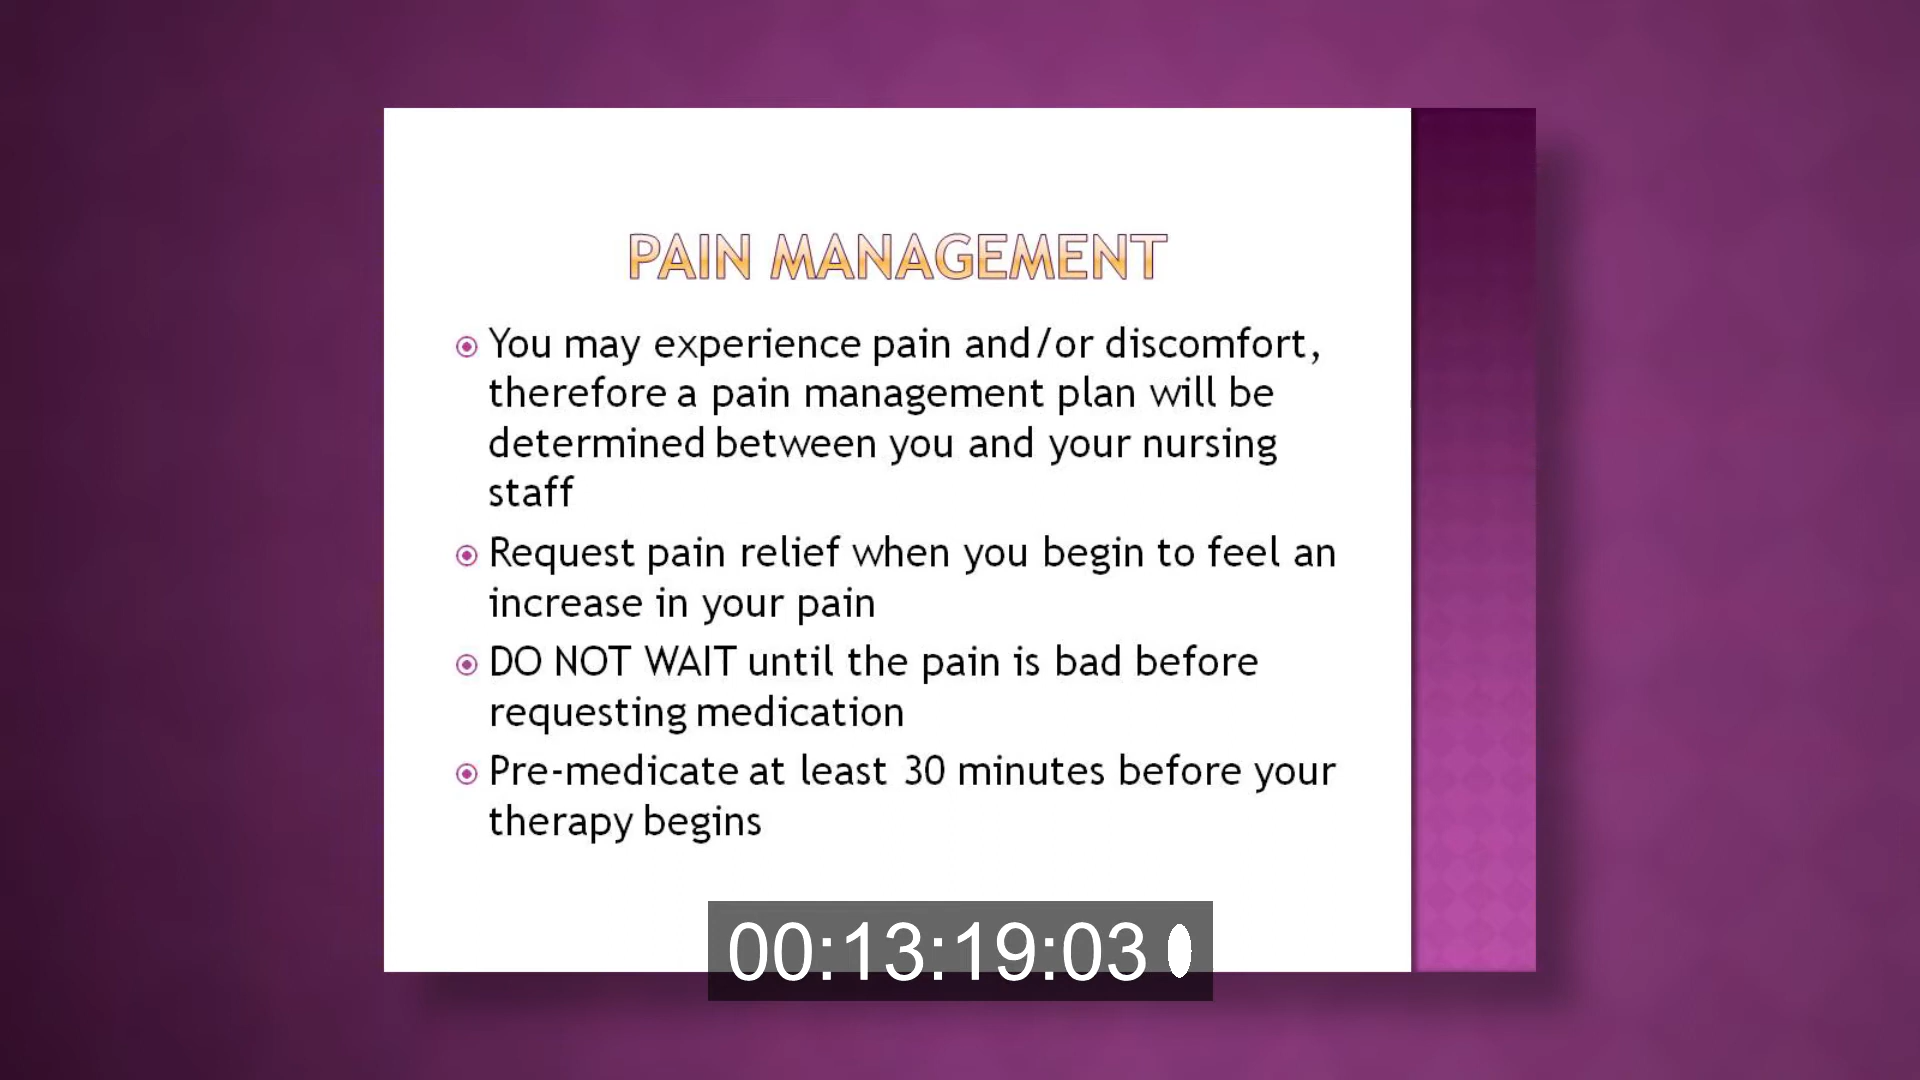 PAIN MANAGEMENT
You may experience pain and/or discomfort,
therefore a pain management plan will be
determined between you and your nursing
staff
Request pain relief when you begin to feel an
increase in your pain
DO NOT WAIT until the pain is bad before
requesting medication
Pre-medicate at least 30 minutes before your
therapy begins
00:13:19:03